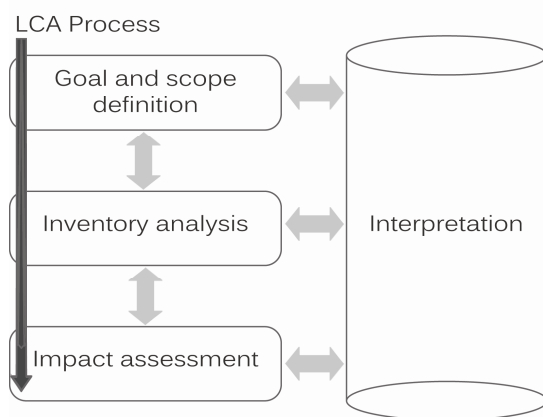 LCA Process
Goal and scope
definition
Inventory analysis
Interpretation
Impact assessment